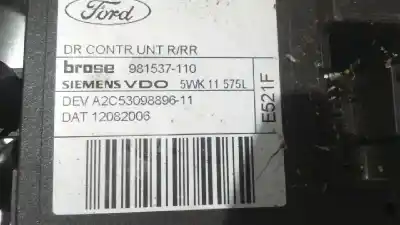 Ford
DR CONTR.UNT R/RR
brose 981537-110
SIEMENS VDO 5WK 11 575L
DEV A2C53098896-11
DAT 12082006
E521F